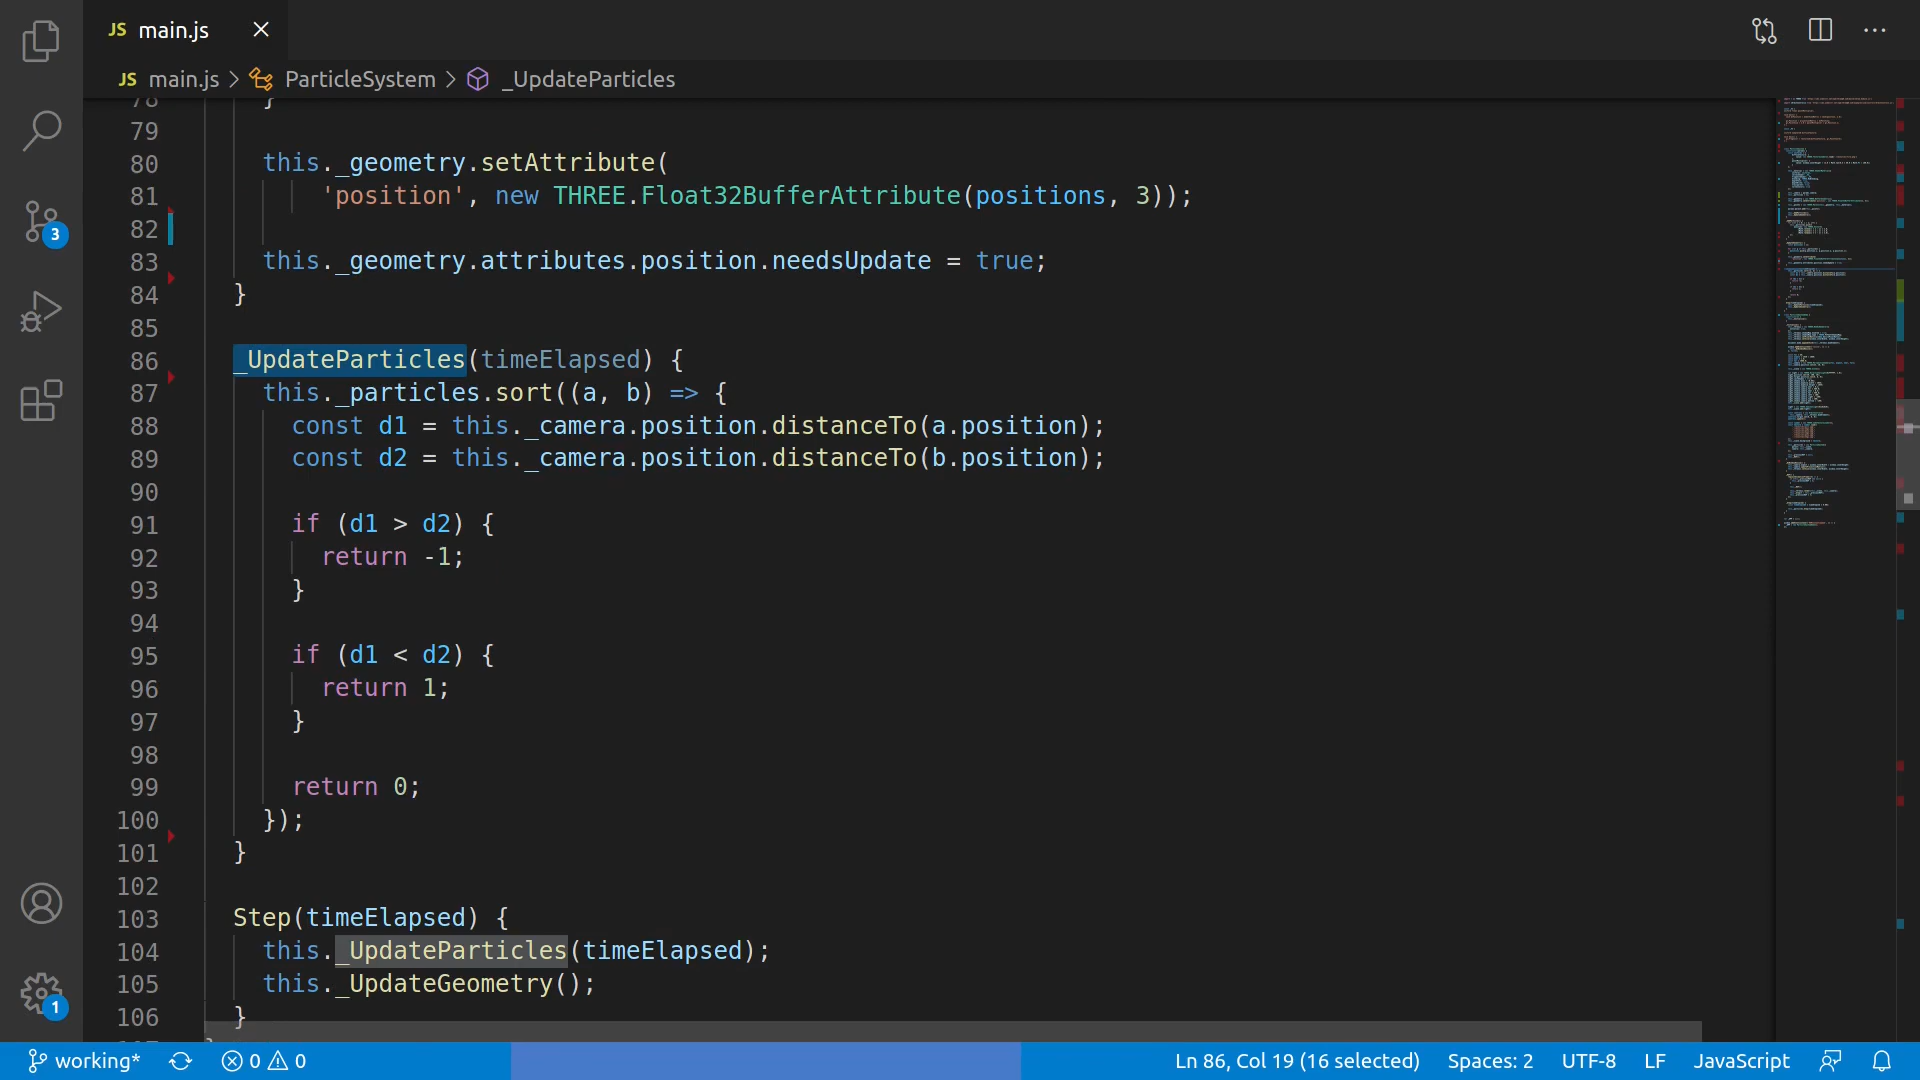 JS main.js
JS main.js > ParticleSystem > _UpdateParticles
78 }
79
80 this._geometry.setAttribute(
81 'position', new THREE.Float32BufferAttribute(positions, 3));
82
83 this._geometry.attributes.position.needsUpdate = true;
84 }
85
86 _UpdateParticles(timeElapsed) {
87 this._particles.sort((a, b) => {
88 const d1 = this._camera.position.distanceTo(a.position);
89 const d2 = this._camera.position.distanceTo(b.position);
90
91 if (d1 > d2) {
92 return -1;
93 }
94
95 if (d1 < d2) {
96 return 1;
97 }
98
99 return 0;
100 });
101 }
102
103 Step(timeElapsed) {
104 this._UpdateParticles(timeElapsed);
105 this._UpdateGeometry();
106 }
3
1
working* 0 0 Ln 86, Col 19 (16 selected) Spaces: 2 UTF-8 LF JavaScript